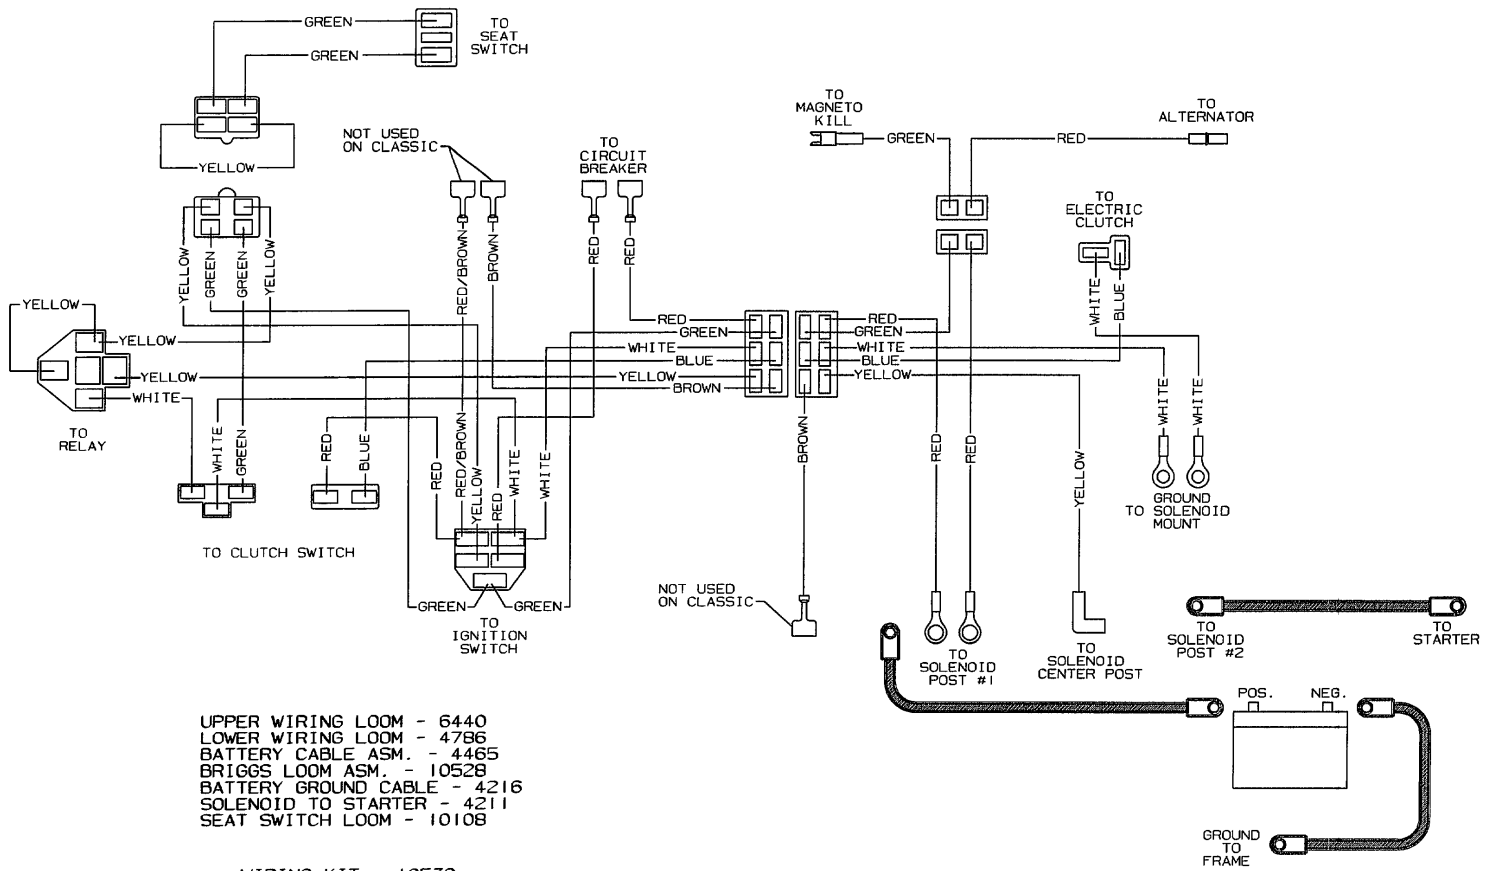 GREEN
TO
SEAT
SWITCH
GREEN
YELLOW
NOT USED
ON CLASSIC
TO
CIRCUIT
BREAKER
TO
MAGNETO
KILL
GREEN
RED
TO
ALTERNATOR
TO
ELECTRIC
CLUTCH
YELLOW
GREEN
GREEN
YELLOW
RED/BROWN
BROWN
RED
RED
WHITE
BLUE
YELLOW
YELLOW
YELLOW
WHITE
TO
RELAY
RED
GREEN
WHITE
BLUE
YELLOW
BROWN
RED
GREEN
WHITE
BLUE
YELLOW
WHITE
GREEN
RED
BLUE
RED
RED/BROWN
YELLOW
RED
WHITE
WHITE
BROWN
RED
RED
YELLOW
WHITE
WHITE
GROUND
TO SOLENOID
MOUNT
TO CLUTCH SWITCH
GREEN
GREEN
TO
IGNITION
SWITCH
NOT USED
ON CLASSIC
TO
SOLENOID
POST #1
TO
SOLENOID
CENTER POST
TO
SOLENOID
POST #2
TO
STARTER
POS.
NEG.
GROUND
TO
FRAME
UPPER WIRING LOOM - 6440
LOWER WIRING LOOM - 4786
BATTERY CABLE ASM. - 4465
BRIGGS LOOM ASM. - 10528
BATTERY GROUND CABLE - 4216
SOLENOID TO STARTER - 4211
SEAT SWITCH LOOM - 10108